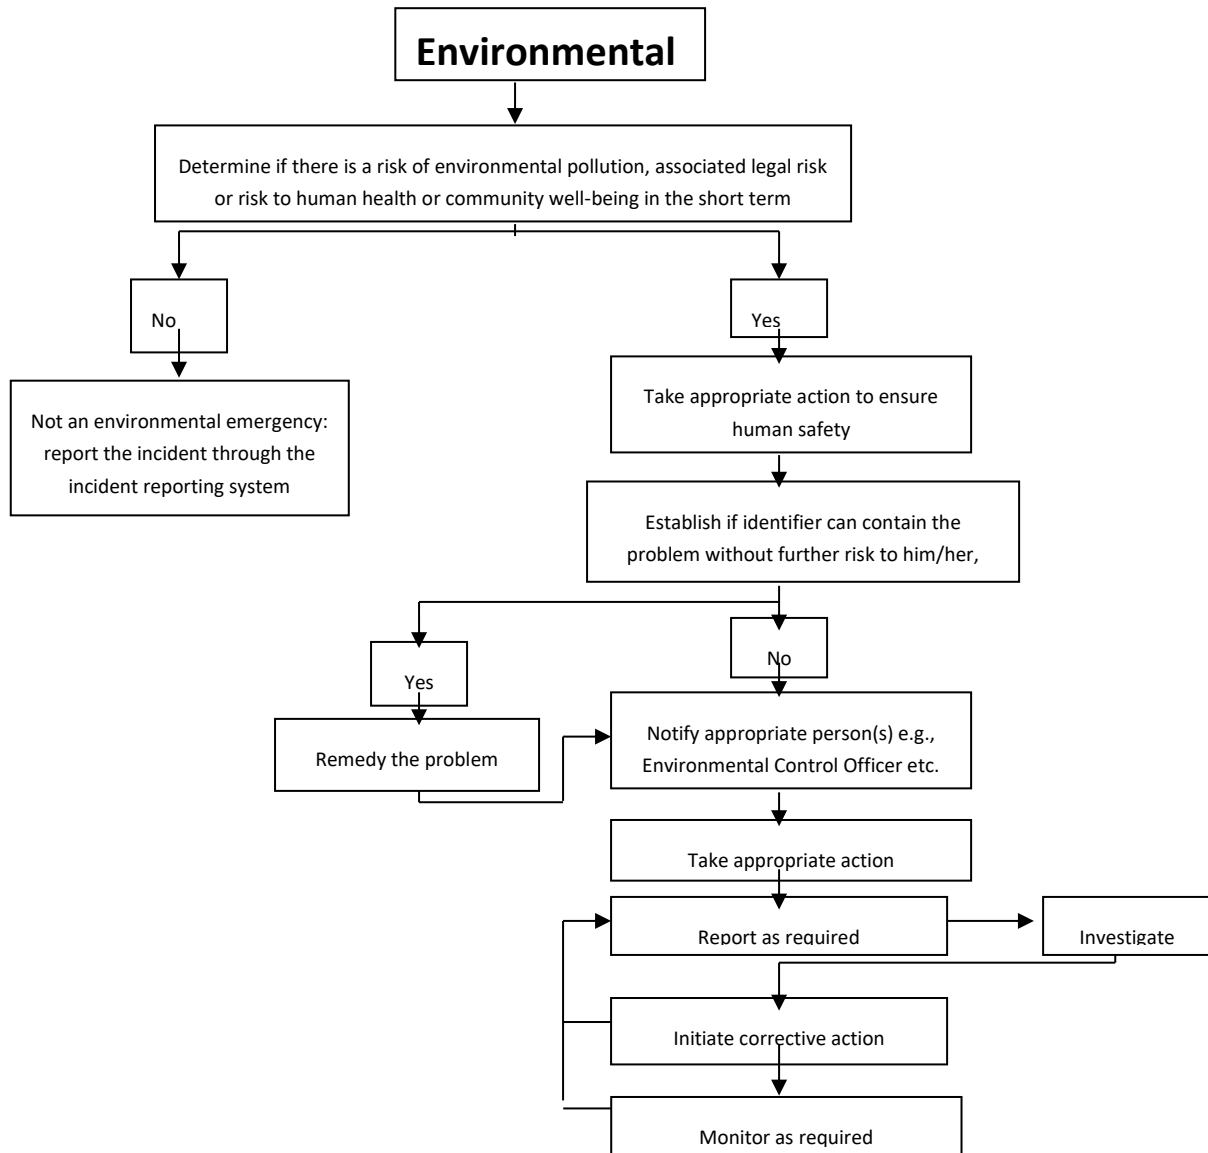 Environmental
Determine if there is a risk of environmental pollution, associated legal risk
or risk to human health or community well-being in the short term
No
Yes
Not an environmental emergency:
report the incident through the
incident reporting system
Take appropriate action to ensure
human safety
Establish if identifier can contain the
problem without further risk to him/her,
Yes
No
Remedy the problem
Notify appropriate person(s) e.g.,
Environmental Control Officer etc.
Take appropriate action
Report as required
Investigate
Initiate corrective action
Monitor as required